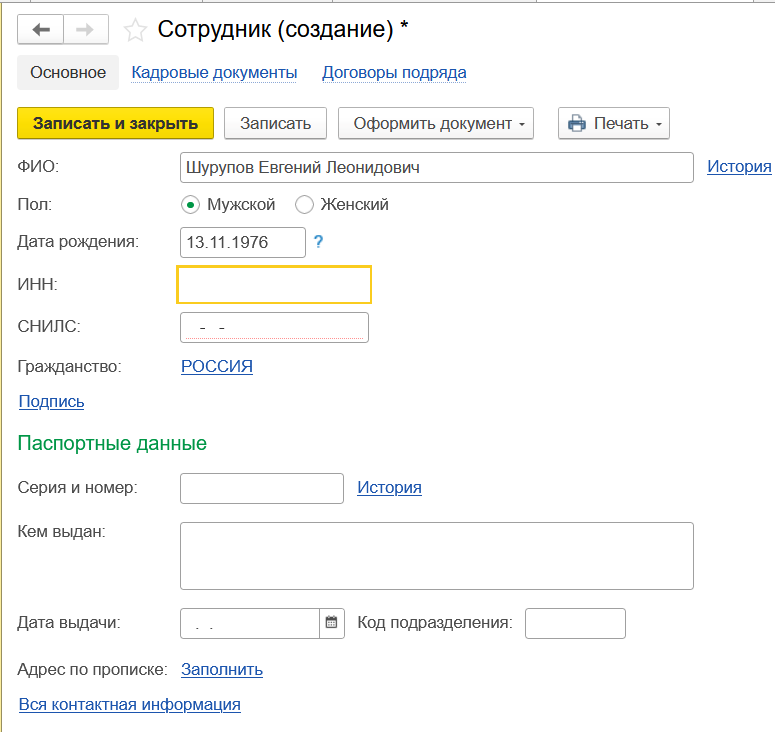 Сотрудник (создание) *
Основное Кадровые документы Договоры подряда
Записать и закрыть Записать Оформить документ Печать
ФИО: Шурупов Евгений Леонидович История
Пол: Мужской Женский
Дата рождения: 13.11.1976 ?
ИНН:
СНИЛС: - -
Гражданство: РОССИЯ
Подпись
Паспортные данные
Серия и номер: История
Кем выдан:
Дата выдачи: . . Код подразделения:
Адрес по прописке: Заполнить
Вся контактная информация